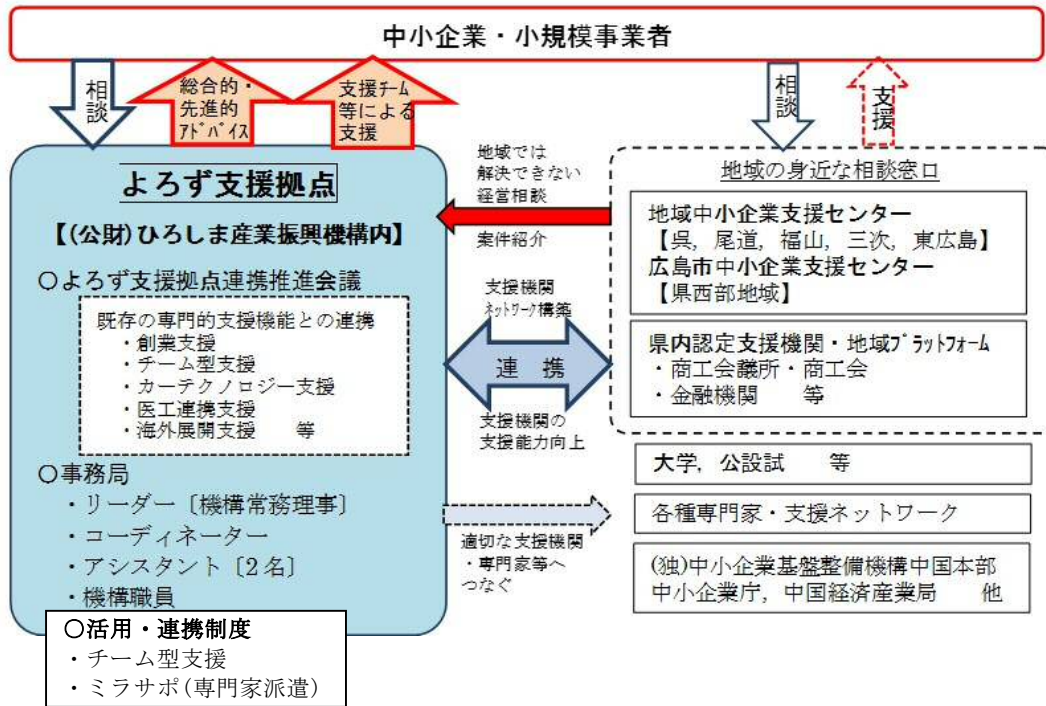 中小企業・小規模事業者
相談
総合的・
先進的
ｱﾄﾞﾊﾞｲｽ
支援ﾁｰﾑ
等による
支援
相談
支援
よろず支援拠点
【(公財)ひろしま産業振興機構内】
○よろず支援拠点連携推進会議
既存の専門的支援機能との連携
・創業支援
・チーム型支援
・カーテクノロジー支援
・医工連携支援
・海外展開支援　等
○事務局
・リーダー〔機構常務理事〕
・コーディネーター
・アシスタント〔2名〕
・機構職員
○活用・連携制度
・チーム型支援
・ミラサポ(専門家派遣)
地域では
解決できない
経営相談
案件紹介
支援機関
ﾈｯﾄﾜｰｸ構築
連携
支援機関の
支援能力向上
適切な支援機関
・専門家等へ
つなぐ
地域の身近な相談窓口
地域中小企業支援センター
【呉，尾道，福山，三次，東広島】
広島市中小企業支援センター
【県西部地域】
県内認定支援機関・地域ﾌﾟﾗｯﾄフォーム
・商工会議所・商工会
・金融機関　等
大学，公設試　等
各種専門家・支援ネットワーク
(独)中小企業基盤整備機構中国本部
中小企業庁，中国経済産業局　他